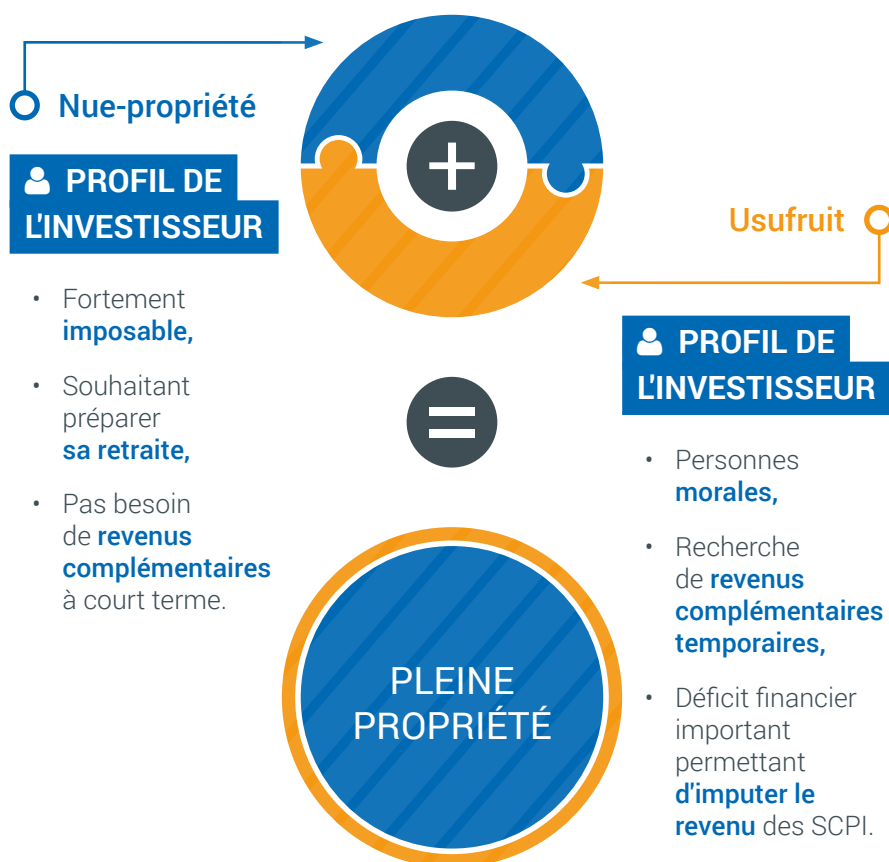 Nue-propriété
PROFIL DE
L'INVESTISSEUR
• Fortement
imposable,
• Souhaitant
préparer
sa retraite,
• Pas besoin
de revenus
complémentaires
à court terme.
+
Usufruit
PROFIL DE
L'INVESTISSEUR
• Personnes
morales,
• Recherche
de revenus
complémentaires
temporaires,
• Déficit financier
important
permettant
d'imputer le
revenu des SCPI.
=
PLEINE
PROPRIÉTÉ